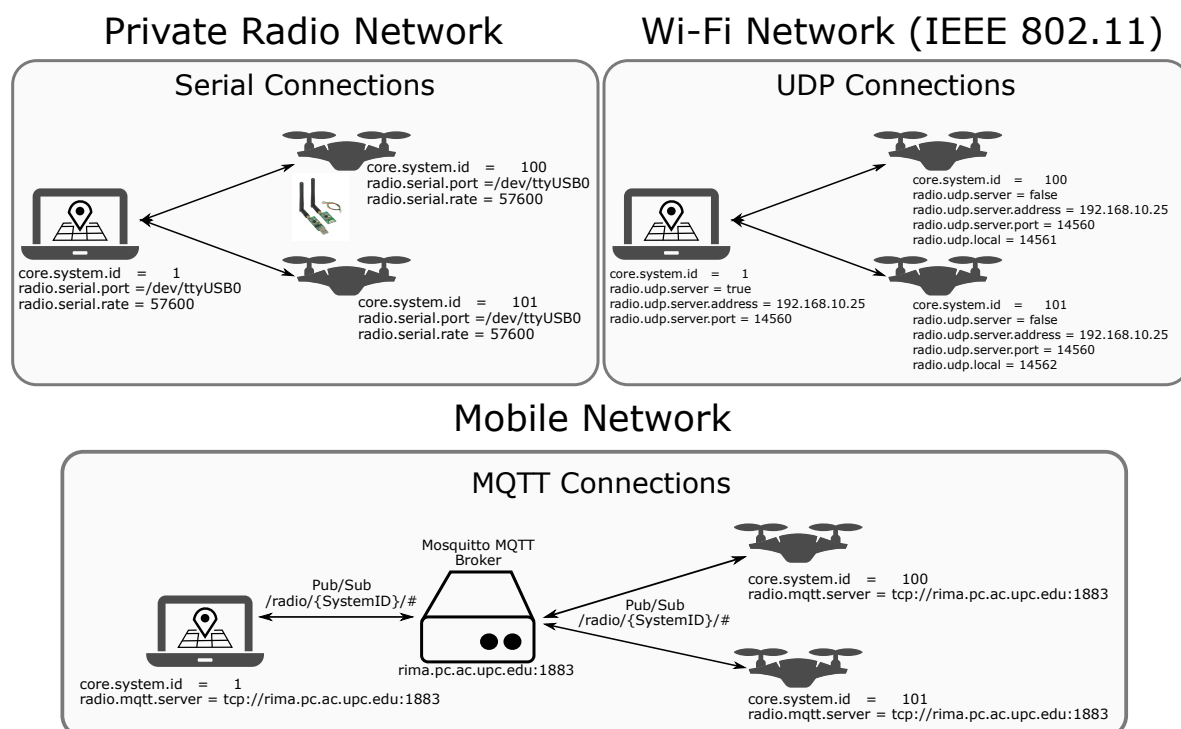 Private Radio Network
Serial Connections
core.system.id = 100
radio.serial.port =/dev/ttyUSB0
radio.serial.rate = 57600
core.system.id = 1
radio.serial.port =/dev/ttyUSB0
radio.serial.rate = 57600
core.system.id = 101
radio.serial.port =/dev/ttyUSB0
radio.serial.rate = 57600
Wi-Fi Network (IEEE 802.11)
UDP Connections
core.system.id = 100
radio.udp.server = false
radio.udp.server.address = 192.168.10.25
radio.udp.server.port = 14560
radio.udp.local = 14561
core.system.id = 1
radio.udp.server = true
radio.udp.server.address = 192.168.10.25
radio.udp.server.port = 14560
core.system.id = 101
radio.udp.server = false
radio.udp.server.address = 192.168.10.25
radio.udp.server.port = 14560
radio.udp.local = 14562
Mobile Network
MQTT Connections
Mosquitto MQTT
Broker
Pub/Sub
/radio/{SystemID}/#
rima.pc.ac.upc.edu:1883
core.system.id = 1
radio.mqtt.server = tcp://rima.pc.ac.upc.edu:1883
Pub/Sub
/radio/{SystemID}/#
core.system.id = 100
radio.mqtt.server = tcp://rima.pc.ac.upc.edu:1883
core.system.id = 101
radio.mqtt.server = tcp://rima.pc.ac.upc.edu:1883